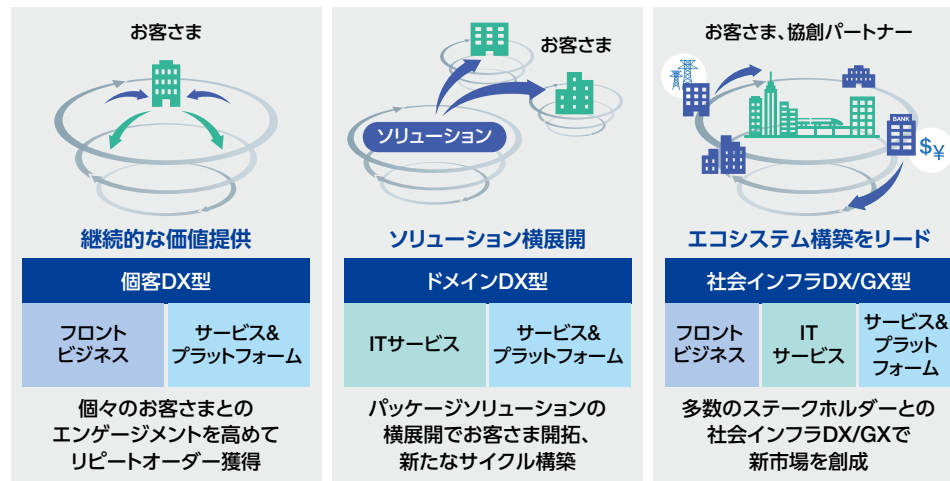 お客さま
継続的な価値提供
個客DX型
フロント
ビジネス
サービス&
プラットフォーム
個々のお客さまとの
エンゲージメントを高めて
リピートオーダー獲得
お客さま
ソリューション
ソリューション横展開
ドメインDX型
ITサービス
サービス&
プラットフォーム
パッケージソリューションの
横展開でお客さま開拓、
新たなサイクル構築
お客さま、協創パートナー
BANK
$¥
エコシステム構築をリード
社会インフラDX/GX型
フロント
ビジネス
IT
サービス
サービス&
プラット
フォーム
多数のステークホルダーとの
社会インフラDX/GXで
新市場を創成